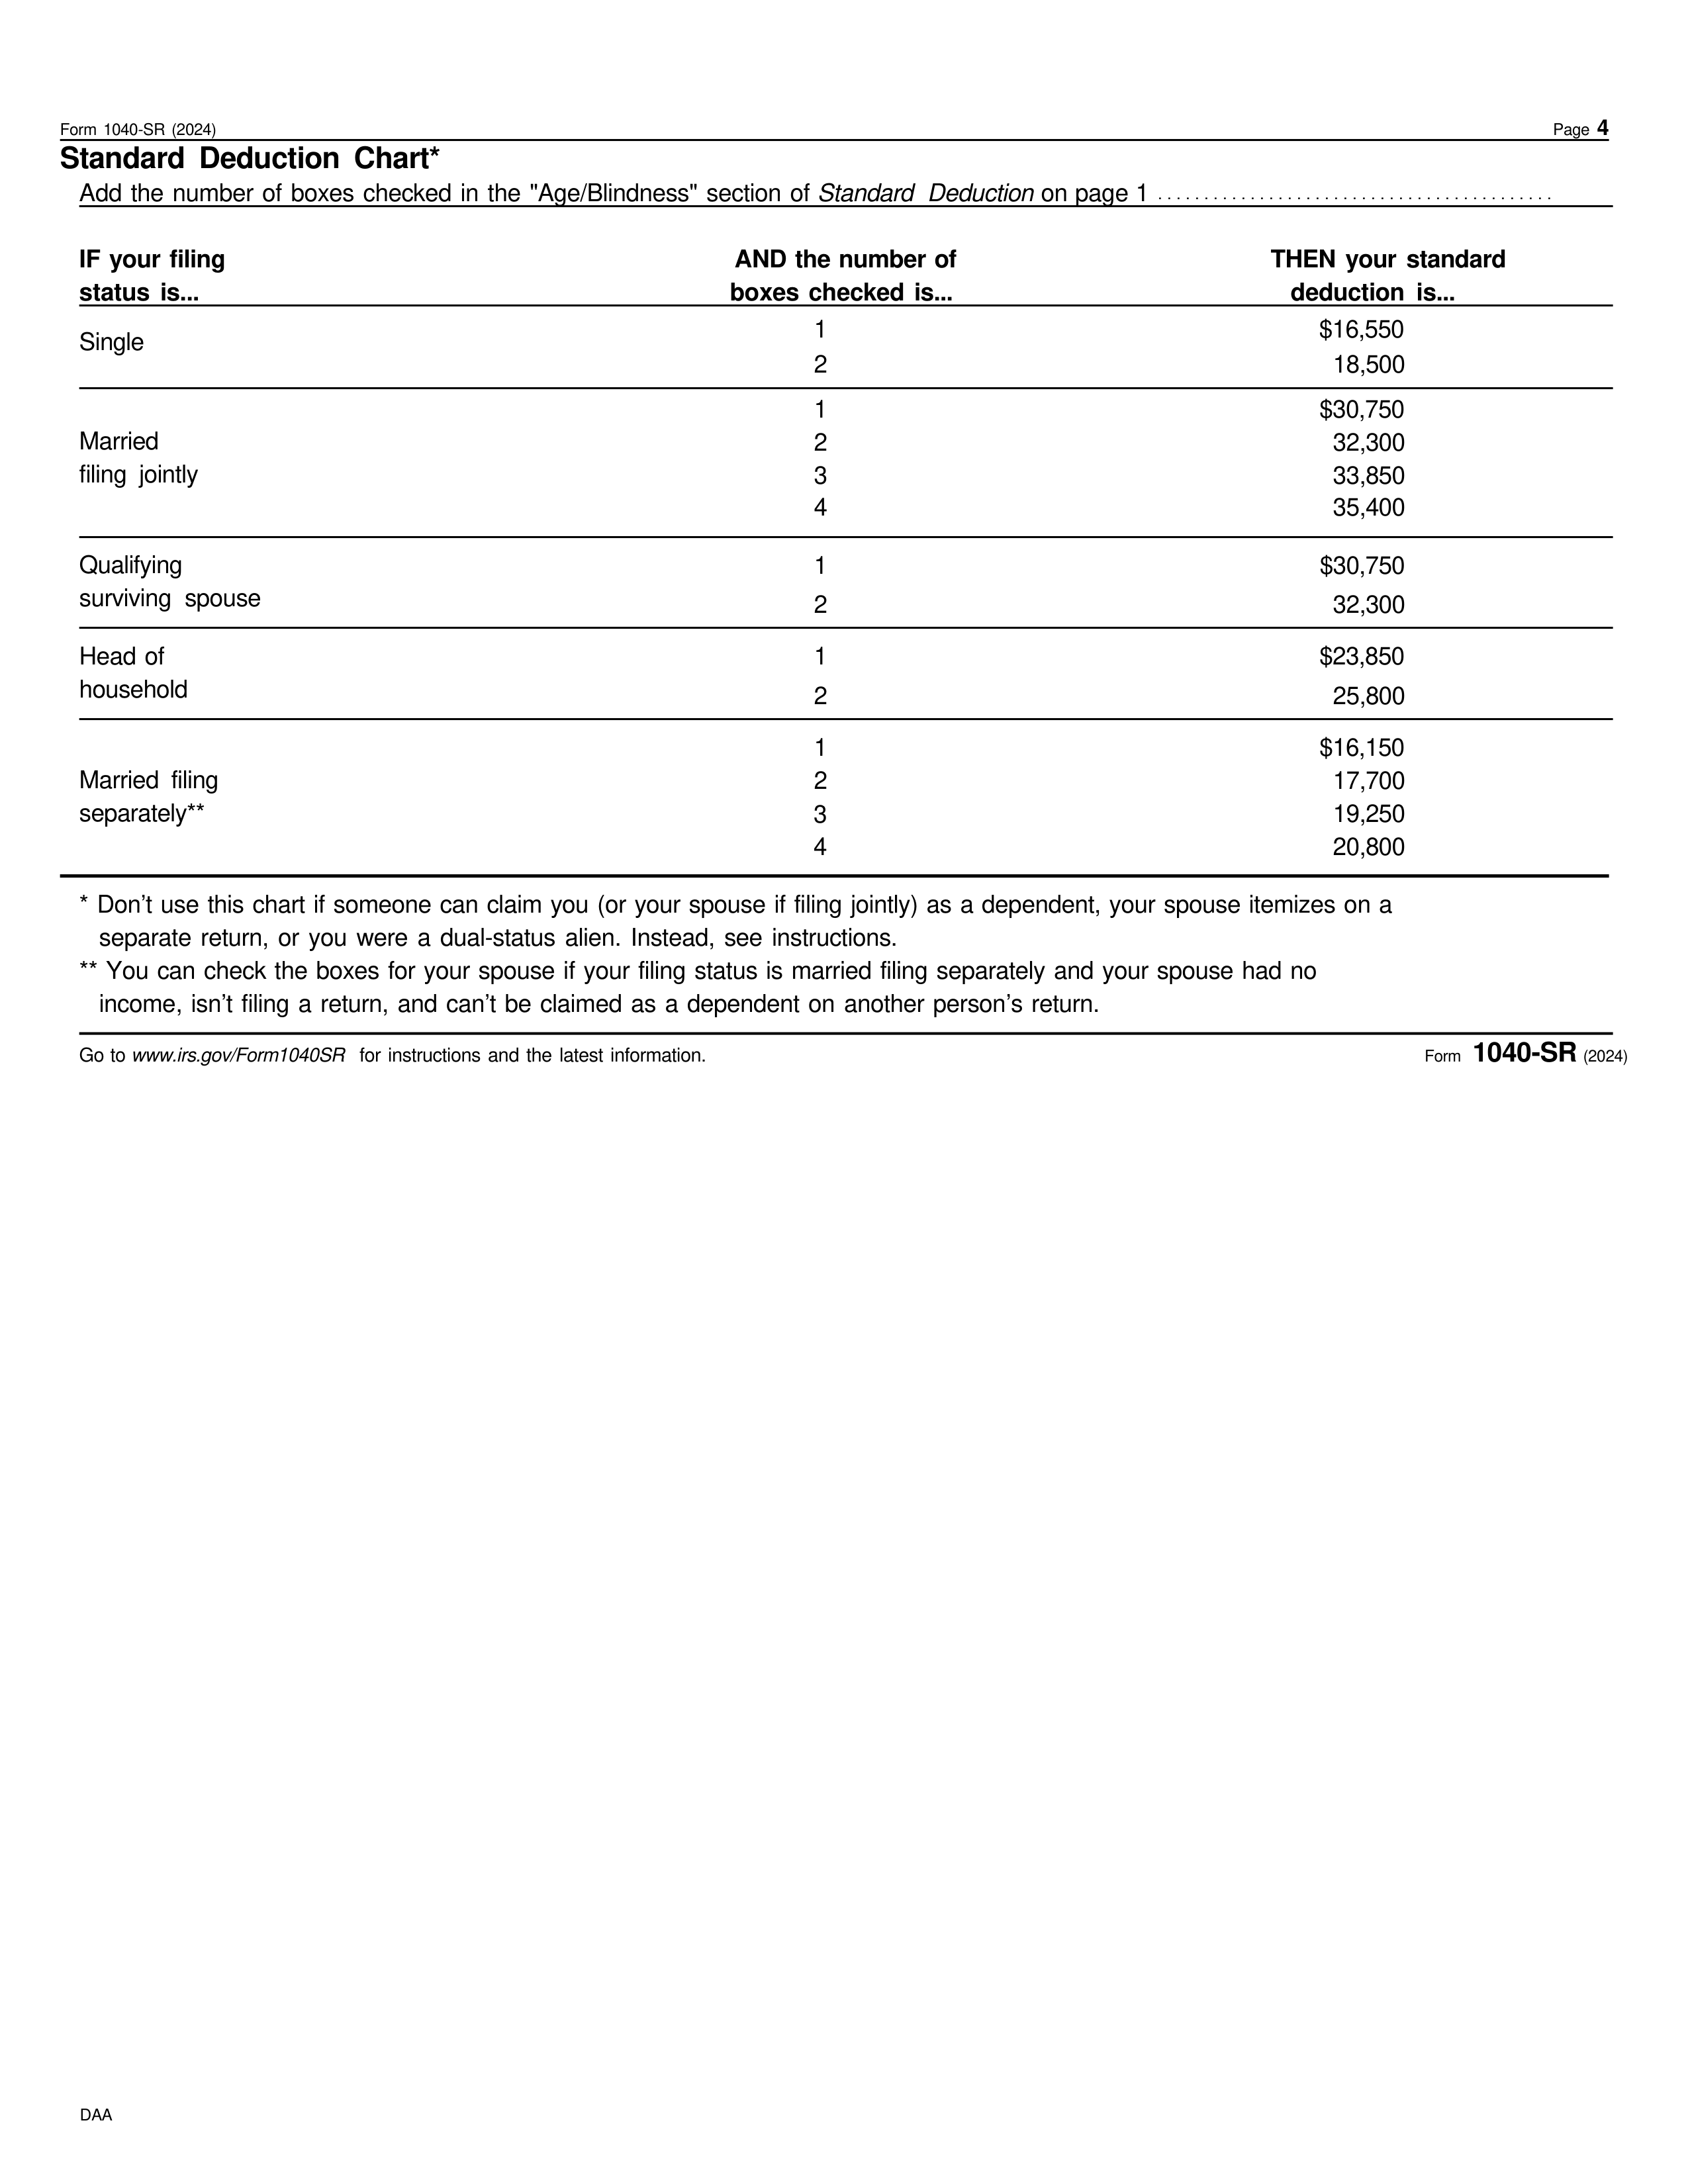 Form 1040-SR (2024) Page 4
Standard Deduction Chart*
Add the number of boxes checked in the "Age/Blindness" section of Standard Deduction on page 1 ..........................................
IF your filing AND the number of THEN your standard
status is... boxes checked is... deduction is...
Single
1 $16,550
2 18,500
Married
filing jointly
1 $30,750
2 32,300
3 33,850
4 35,400
Qualifying
surviving spouse
1 $30,750
2 32,300
Head of
household
1 $23,850
2 25,800
Married filing
separately**
1 $16,150
2 17,700
3 19,250
4 20,800
* Don't use this chart if someone can claim you (or your spouse if filing jointly) as a dependent, your spouse itemizes on a
separate return, or you were a dual-status alien. Instead, see instructions.
** You can check the boxes for your spouse if your filing status is married filing separately and your spouse had no
income, isn't filing a return, and can't be claimed as a dependent on another person's return.
Go to www.irs.gov/Form1040SR for instructions and the latest information. Form 1040-SR (2024)
DAA